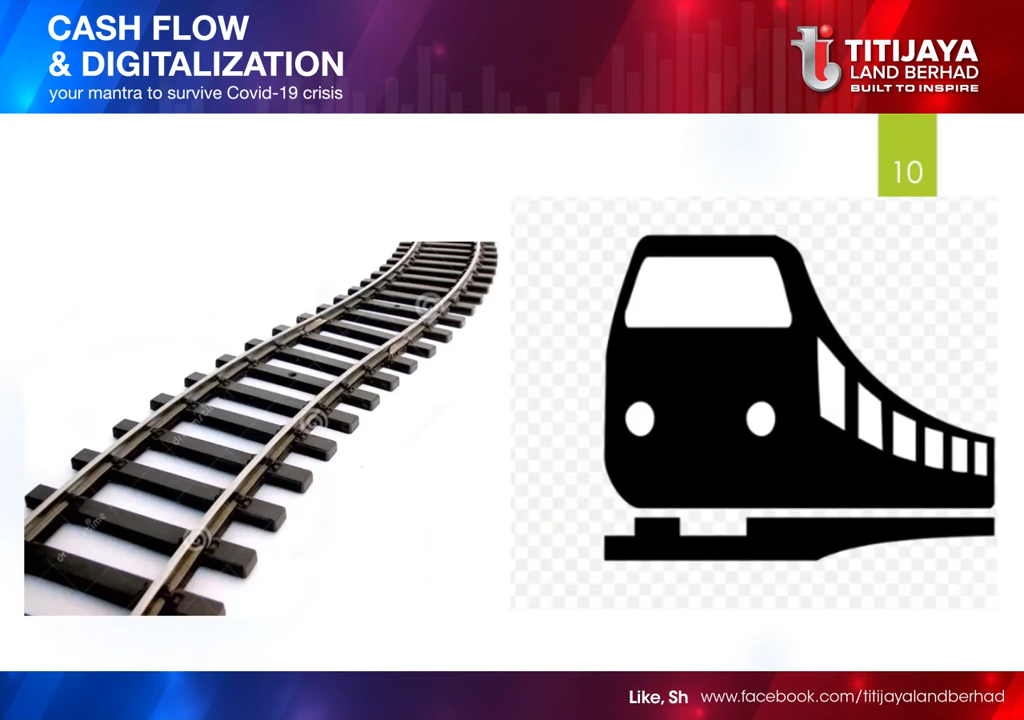 CASH FLOW
& DIGITALIZATION
your mantra to survive Covid-19 crisis
TITIJAYA
LAND BERHAD
BUILT TO INSPIRE
10
Like, Sh www.facebook.com/titijayalandberhad